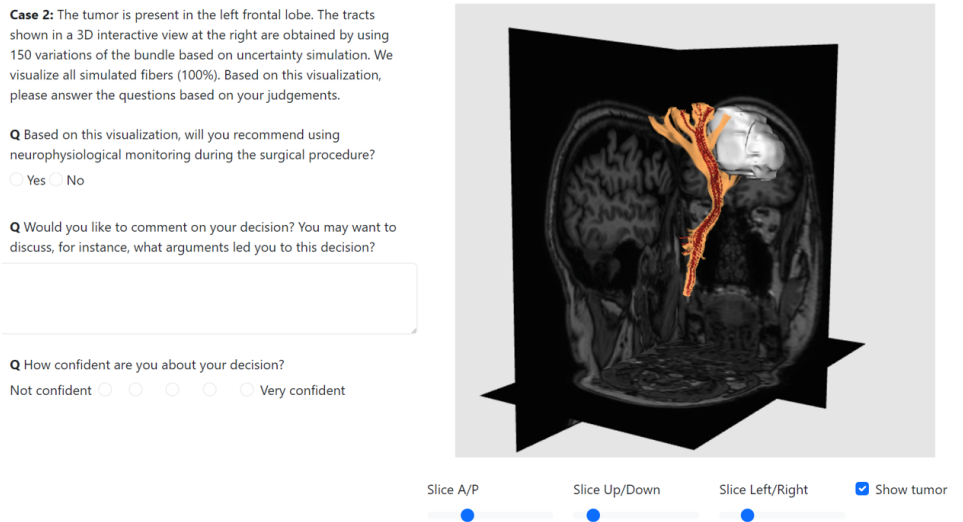 Case 2: The tumor is present in the left frontal lobe. The tracts
shown in a 3D interactive view at the right are obtained by using
150 variations of the bundle based on uncertainty simulation. We
visualize all simulated fibers (100%). Based on this visualization,
please answer the questions based on your judgements.
Q Based on this visualization, will you recommend using
neurophysiological monitoring during the surgical procedure?
Yes No
Q Would you like to comment on your decision? You may want to
discuss, for instance, what arguments led you to this decision?
Q How confident are you about your decision?
Not confident Very confident
Slice A/P Slice Up/Down Slice Left/Right Show tumor